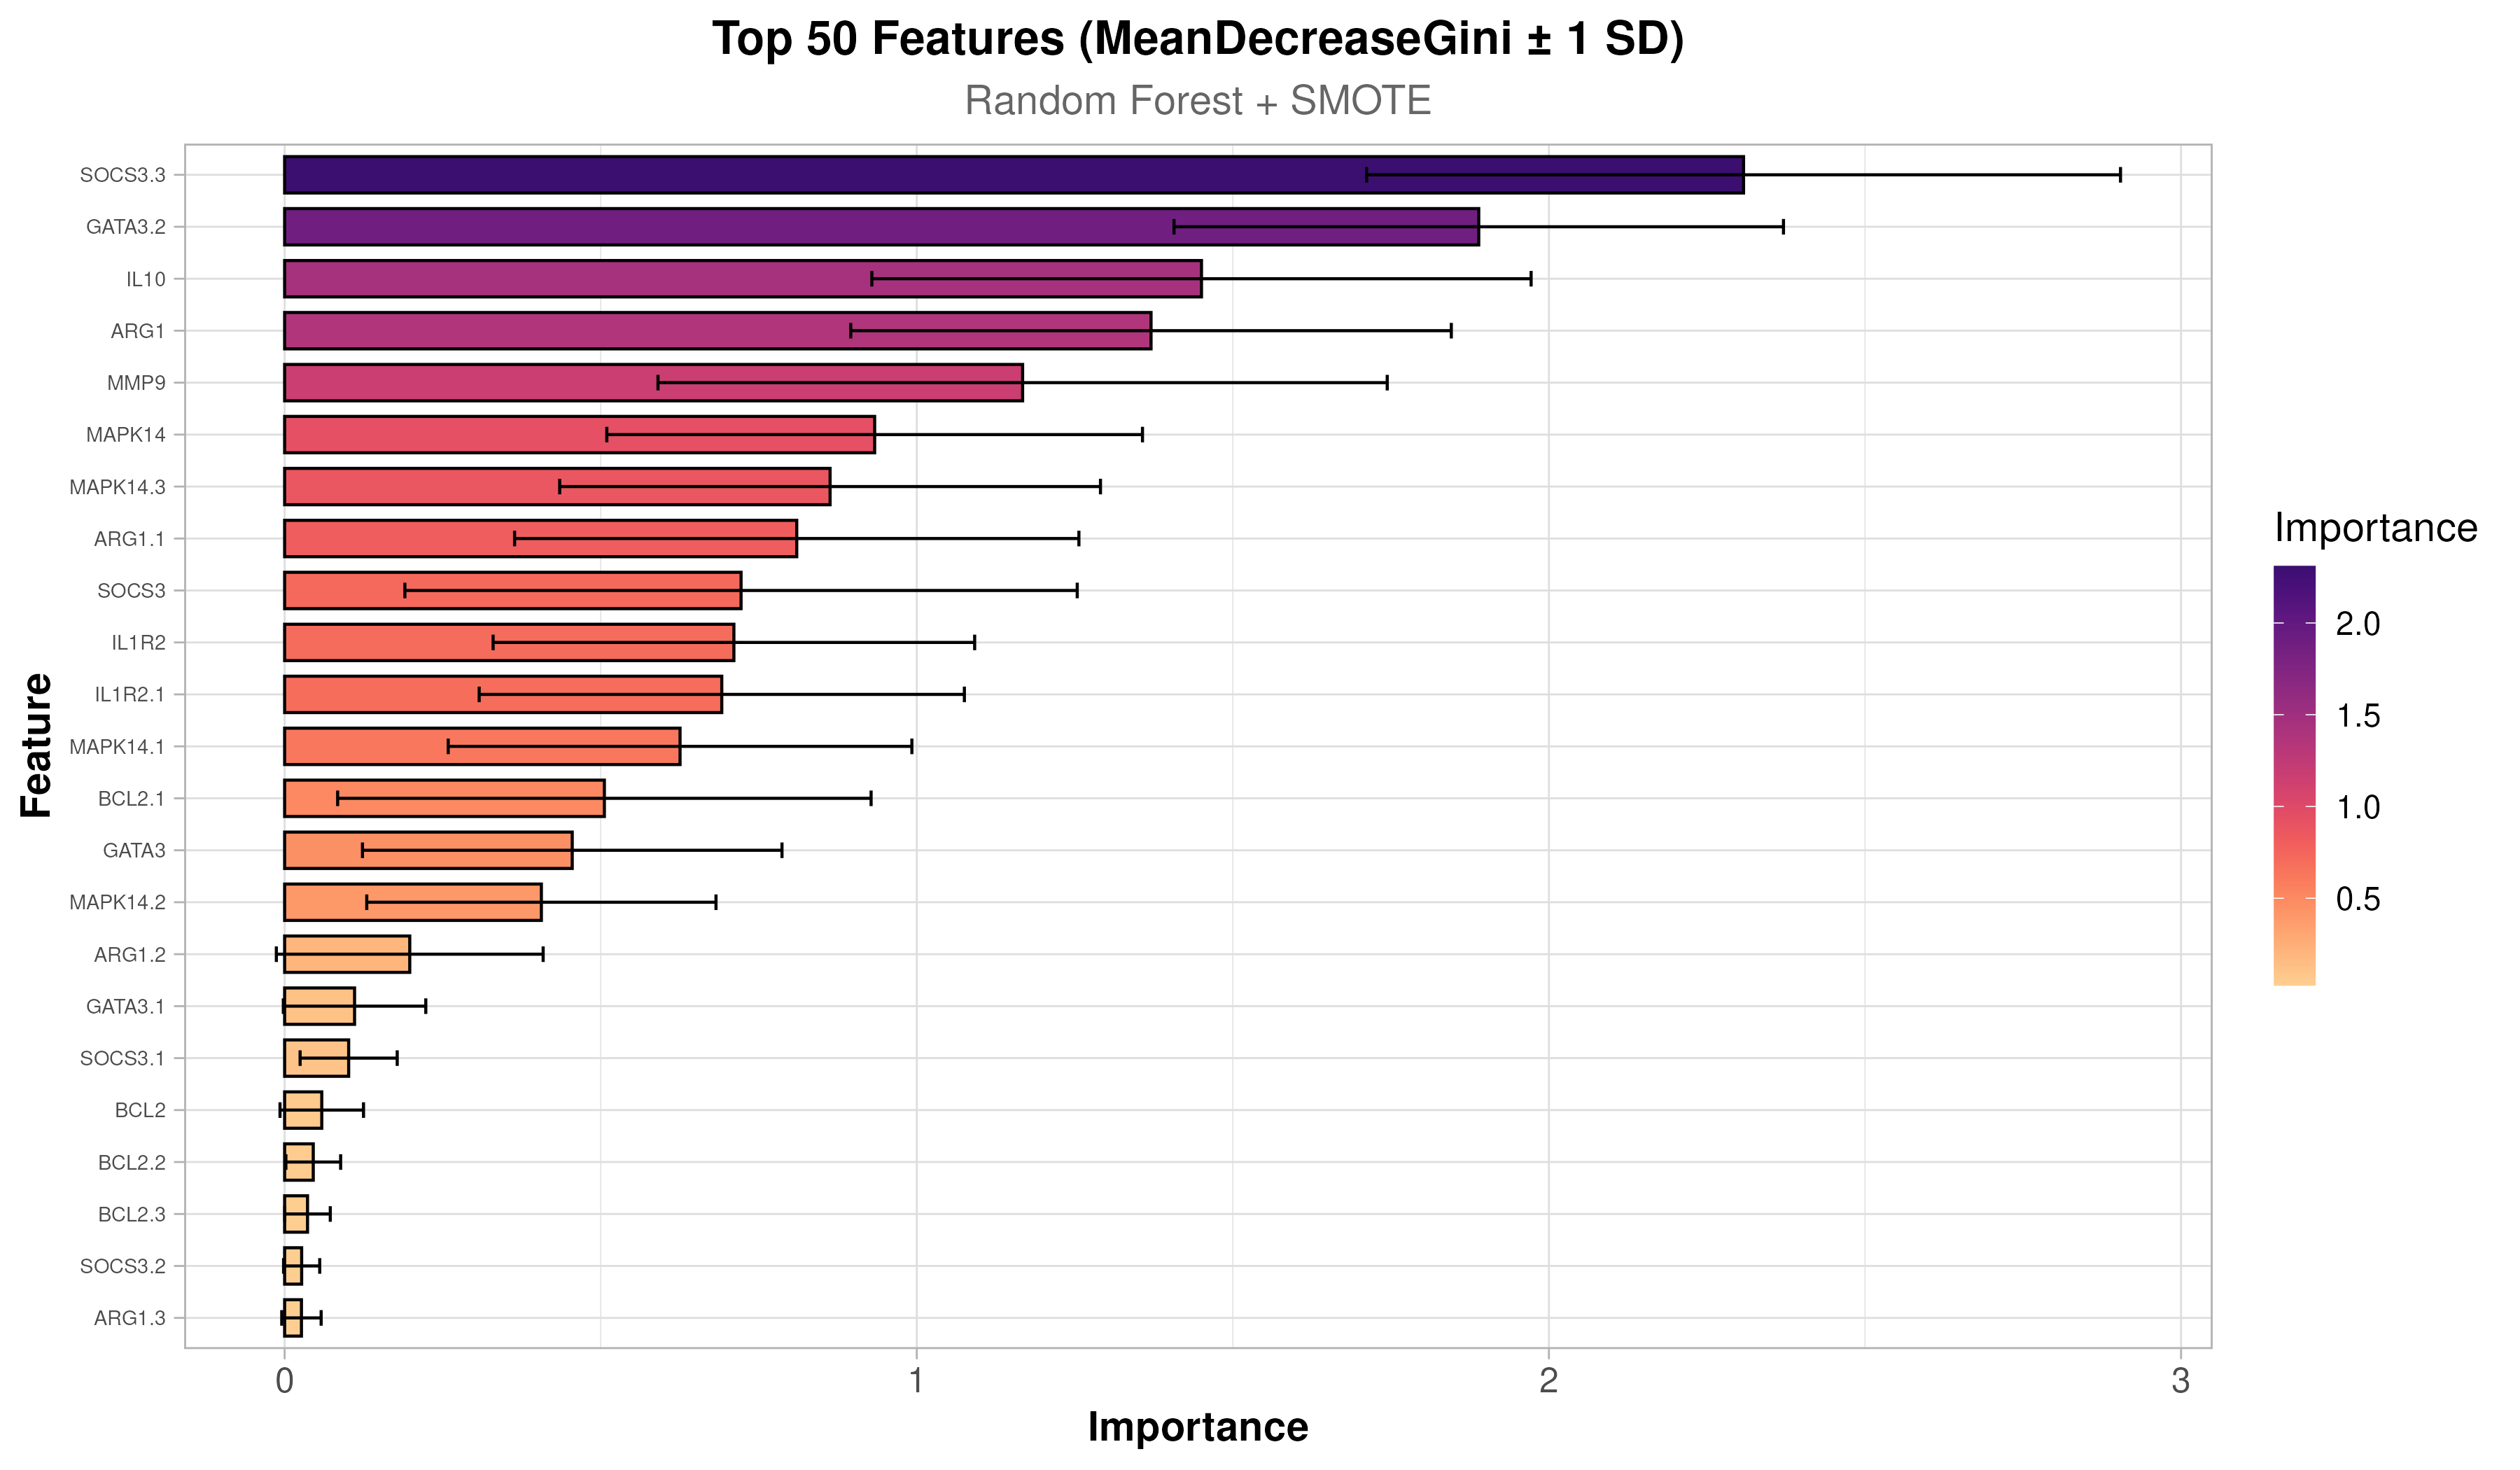 Top 50 Features (MeanDecreaseGini ± 1 SD)
Random Forest + SMOTE
Feature
SOCS3.3
GATA3.2
IL10
ARG1
MMP9
MAPK14
MAPK14.3
ARG1.1
SOCS3
IL1R2
IL1R2.1
MAPK14.1
BCL2.1
GATA3
MAPK14.2
ARG1.2
GATA3.1
SOCS3.1
BCL2
BCL2.2
BCL2.3
SOCS3.2
ARG1.3
0 1 2 3
Importance
Importance
2.0
1.5
1.0
0.5